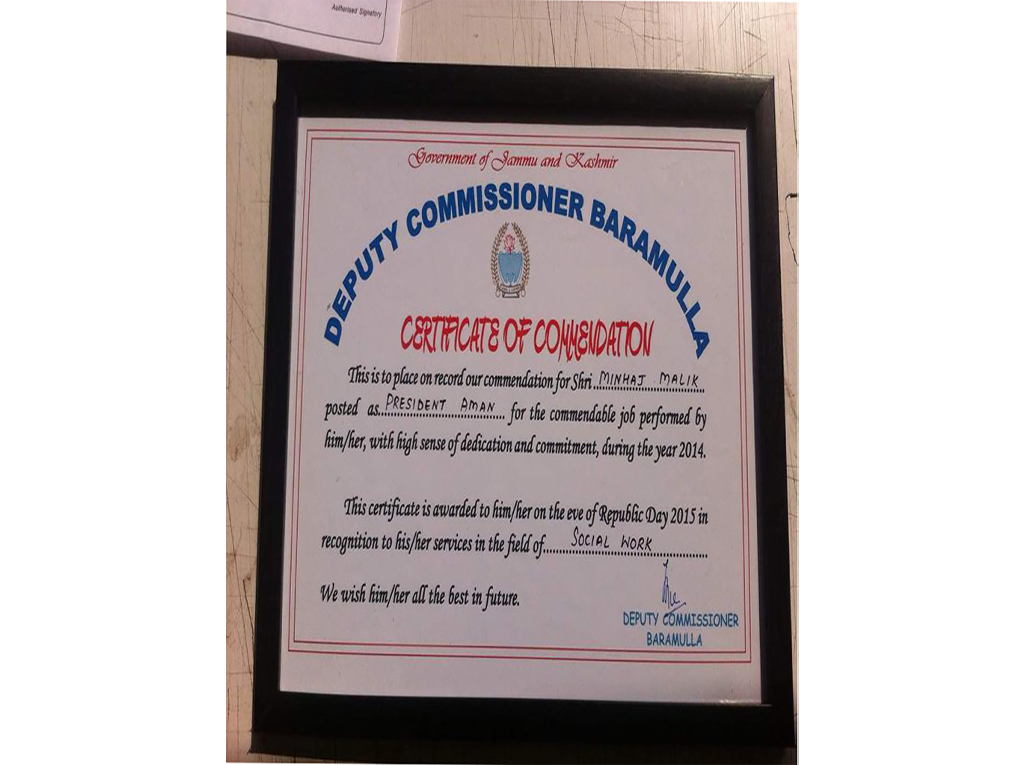 Authorised Signatory
Government of Jammu and Kashmir
DEPUTY COMMISSIONER BARAMULLA
CERTIFICATE OF COMMENDATION
This is to place on record our commendation for Shri MINHAJ MALIK
posted as PRESIDENT AMAN for the commendable job performed by
him/her, with high sense of dedication and commitment, during the year 2014.
This certificate is awarded to him/her on the eve of Republic Day 2015 in
recognition to his/her services in the field of SOCIAL WORK
We wish him/her all the best in future.
DEPUTY COMMISSIONER
BARAMULLA